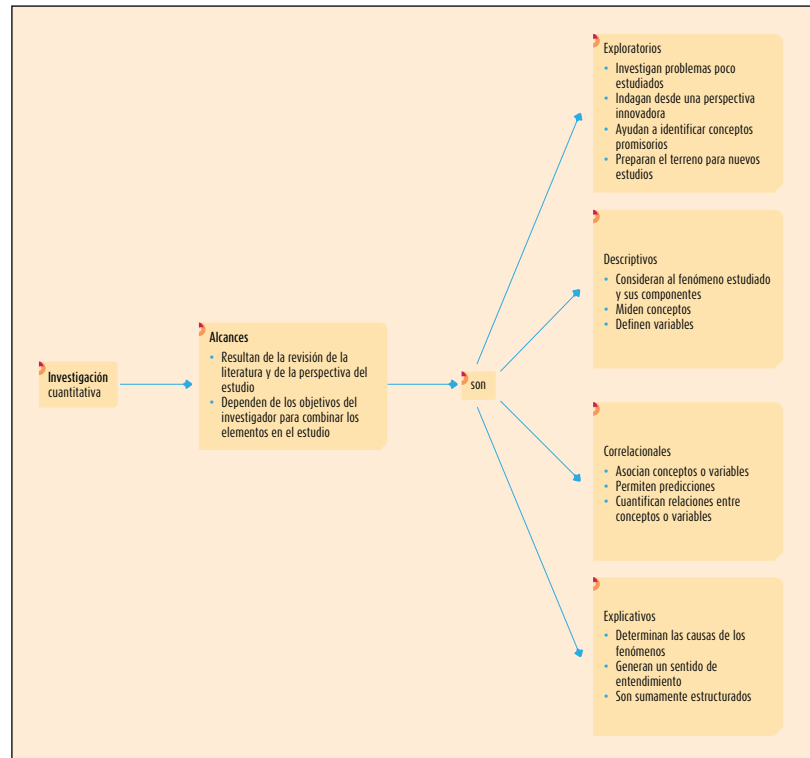 Investigación
cuantitativa
Alcances
• Resultan de la revisión de la
literatura y de la perspectiva del
estudio
• Dependen de los objetivos del
investigador para combinar los
elementos en el estudio
son
Exploratorios
• Investigan problemas poco
estudiados
• Indagan desde una perspectiva
innovadora
• Ayudan a identificar conceptos
promisorios
• Preparan el terreno para nuevos
estudios
Descriptivos
• Consideran al fenómeno estudiado
y sus componentes
• Miden conceptos
• Definen variables
Correlacionales
• Asocian conceptos o variables
• Permiten predicciones
• Cuantifican relaciones entre
conceptos o variables
Explicativos
• Determinan las causas de los
fenómenos
• Generan un sentido de
entendimiento
• Son sumamente estructurados